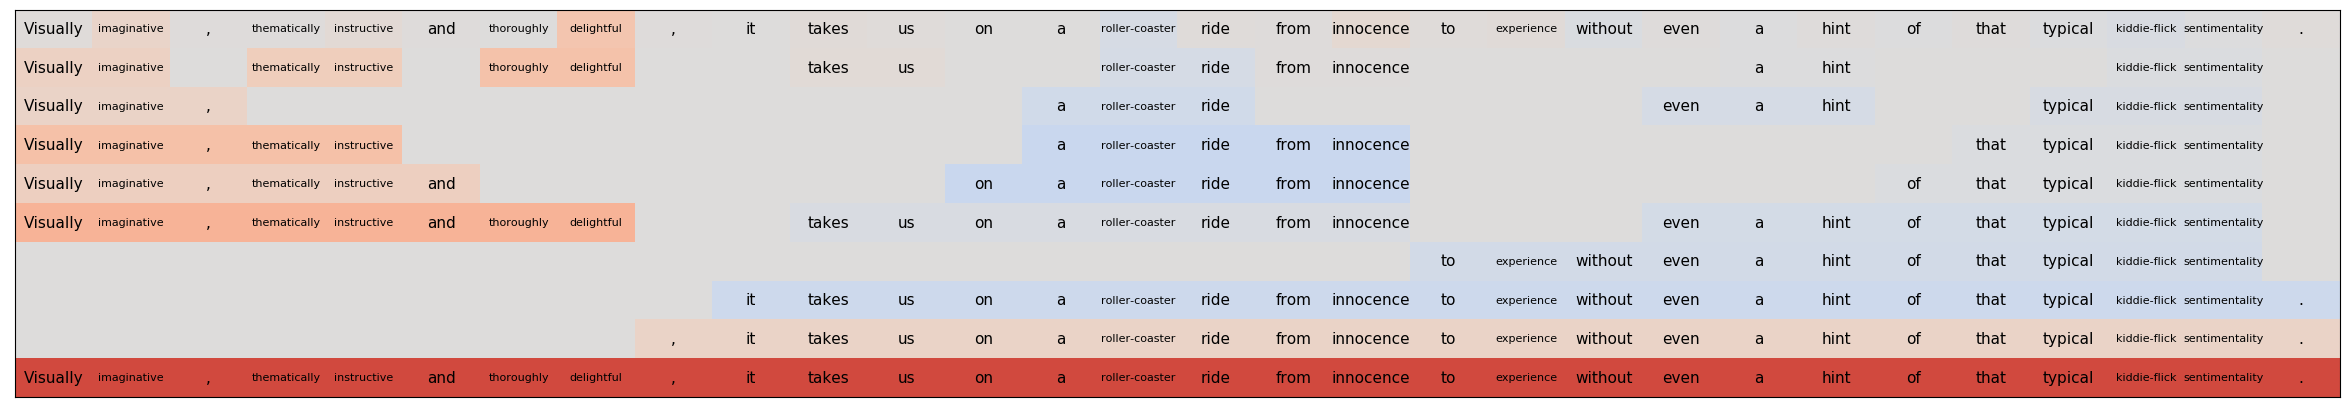 Visually imaginative , thematically instructive and thoroughly delightful , it takes us on a roller-coaster ride from innocence to experience without even a hint of that typical kiddie-flick sentimentality .
Visually imaginative thematically instructive thoroughly delightful takes us roller-coaster ride from innocence a hint kiddie-flick sentimentality
Visually imaginative , a roller-coaster ride even a hint typical kiddie-flick sentimentality
Visually imaginative , thematically instructive a roller-coaster ride from innocence that typical kiddie-flick sentimentality
Visually imaginative , thematically instructive and on a roller-coaster ride from innocence of that typical kiddie-flick sentimentality
Visually imaginative , thematically instructive and thoroughly delightful takes us on a roller-coaster ride from innocence even a hint of that typical kiddie-flick sentimentality
to experience without even a hint of that typical kiddie-flick sentimentality
it takes us on a roller-coaster ride from innocence to experience without even a hint of that typical kiddie-flick sentimentality .
, it takes us on a roller-coaster ride from innocence to experience without even a hint of that typical kiddie-flick sentimentality .
Visually imaginative , thematically instructive and thoroughly delightful , it takes us on a roller-coaster ride from innocence to experience without even a hint of that typical kiddie-flick sentimentality .